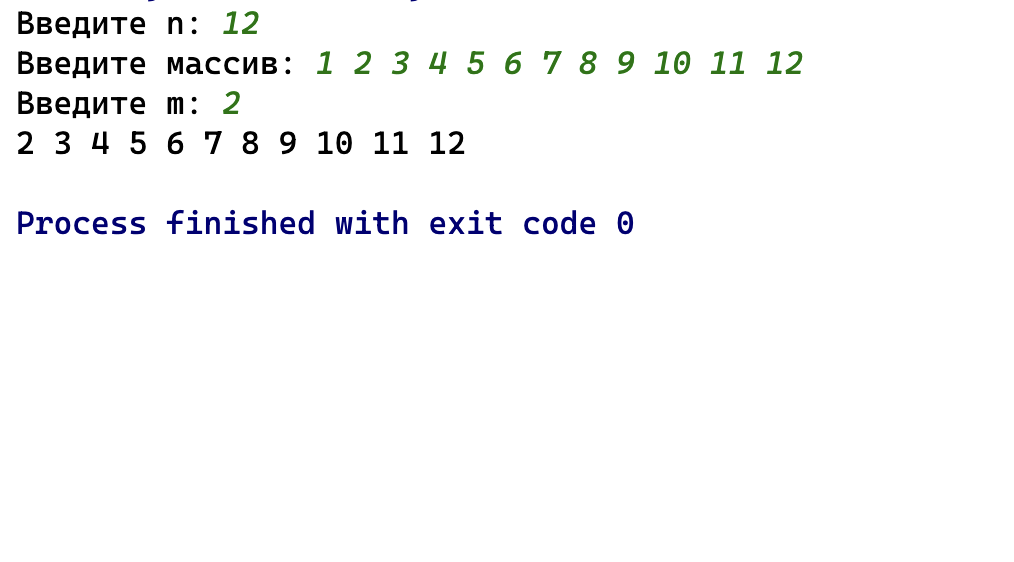 Введите n: 12
Введите массив: 1 2 3 4 5 6 7 8 9 10 11 12
Введите m: 2
2 3 4 5 6 7 8 9 10 11 12
Process finished with exit code 0